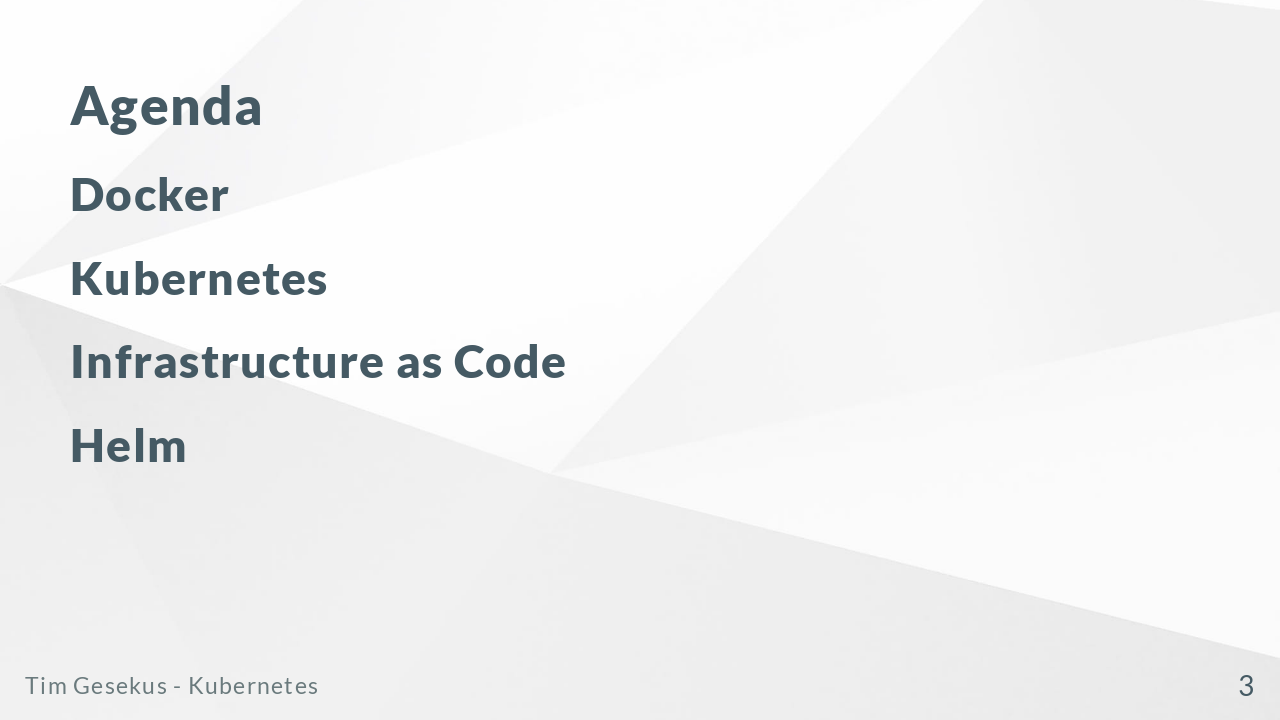 Agenda
Docker
Kubernetes
Infrastructure as Code
Helm
Tim Gesekus - Kubernetes
3